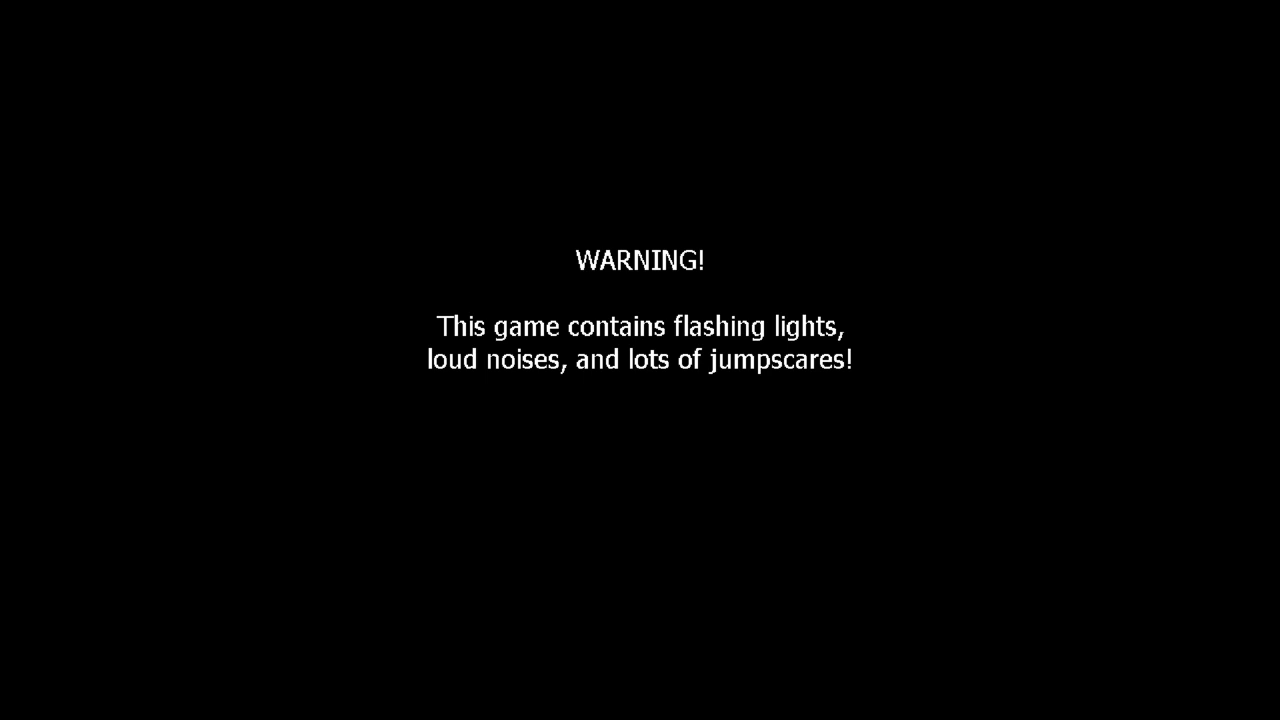 WARNING!
This game contains flashing lights,
loud noises, and lots of jumpscares!